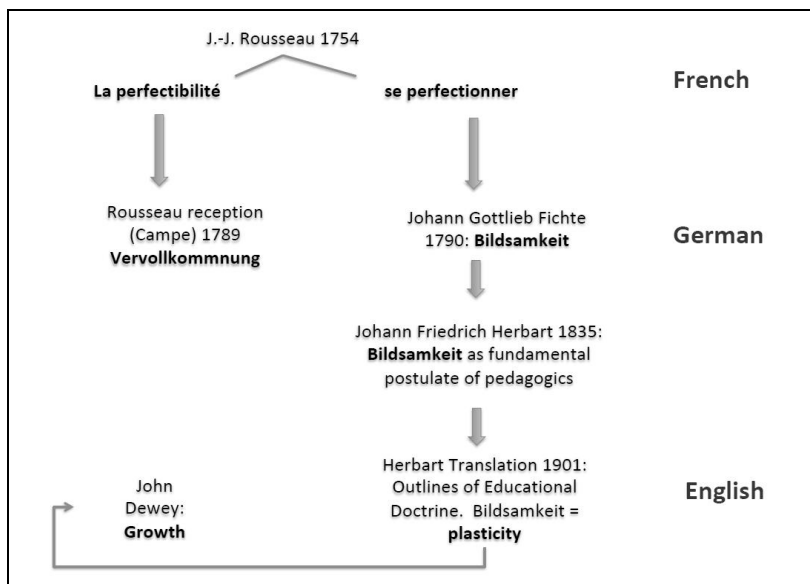 J.-J. Rousseau 1754
French
La perfectibilité
se perfectionner
Rousseau reception
(Campe) 1789
Vervollkommnung
Johann Gottlieb Fichte
1790: Bildsamkeit
German
Johann Friedrich Herbart 1835:
Bildsamkeit as fundamental
postulate of pedagogics
John
Dewey:
Growth
Herbart Translation 1901:
Outlines of Educational
Doctrine. Bildsamkeit =
plasticity
English